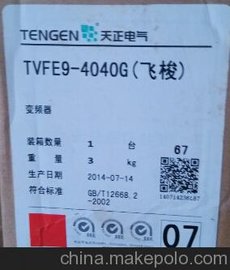 TENGEN 天正电气
TVFE9-4040G(飞梭)
变频器
装箱数量 1 台
重量 3 kg
生产日期 2014-07-14
符合标准 GB/T12668.2
-2002
67
07
www.makepolo.com